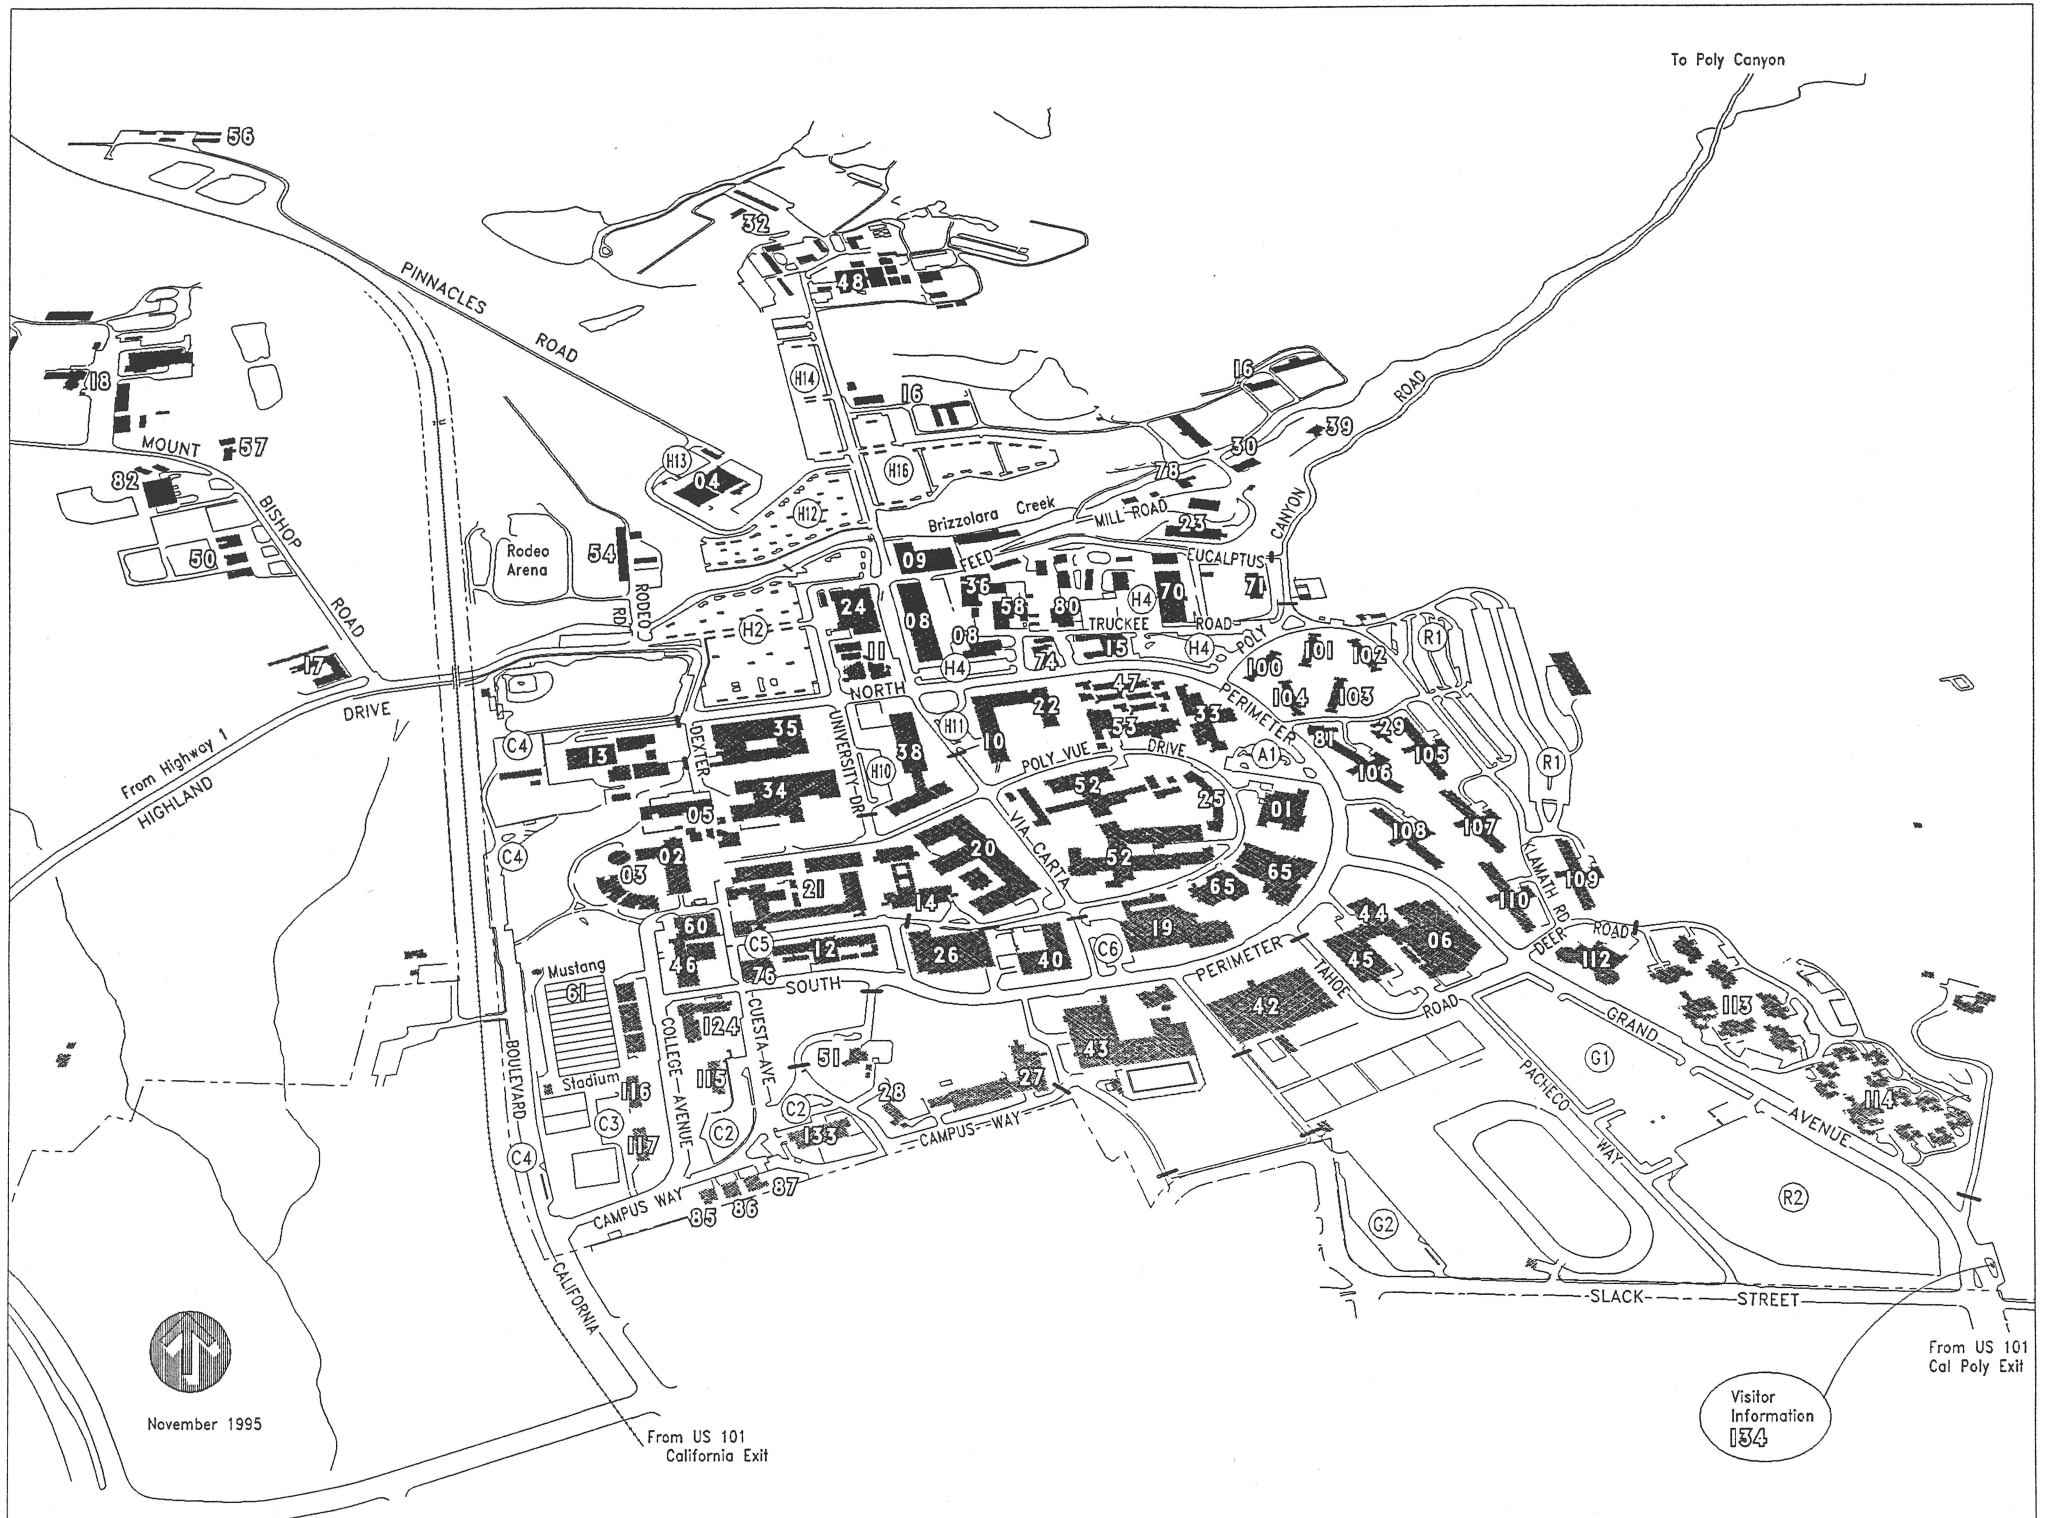 To Poly Canyon
56
32
48
PINNACLES
ROAD
18
MOUNT
57
82
BISHOP
ROAD
50
17
H14
16
16
39
ROAD
30
78
H13
04
H16
H12
Brizzolara Creek
MILL ROAD
23
CANYON
EUCALPTUS
Rodeo
Arena
54
RODEO
RD
09
FEED
36
58
80
H4
70
71
24
08
08
H2
TRUCKEE
ROAD
POLY
11
H4
74
15
H4
100
101
102
R1
NORTH
104
103
47
22
53
33
PERIMETER
From Highway 1
HIGHLAND
DRIVE
C4
13
DEXTER
35
UNIVERSITY DR
38
H11
10
H10
POLY VUE
DRIVE
A1
81
29
105
106
R1
34
05
52
25
01
VIA CARTA
108
107
C4
02
03
21
20
14
52
65
65
KLAMATH RD
109
110
60
46
C5
12
76
26
40
C6
19
44
06
45
DEER
ROAD
112
113
SOUTH
PERIMETER
TAHOE
ROAD
42
43
Mustang
61
Stadium
124
COLLEGE AVENUE
CUESTA AVE
51
115
116
117
C3
C2
C2
133
28
27
CAMPUS WAY
BOULEVARD
C4
CALIFORNIA
CAMPUS WAY
85
86
87
GRAND
AVENUE
G1
114
PACHECO
WAY
R2
G2
SLACK
STREET
From US 101
Cal Poly Exit
Visitor
Information
134
November 1995
From US 101
California Exit